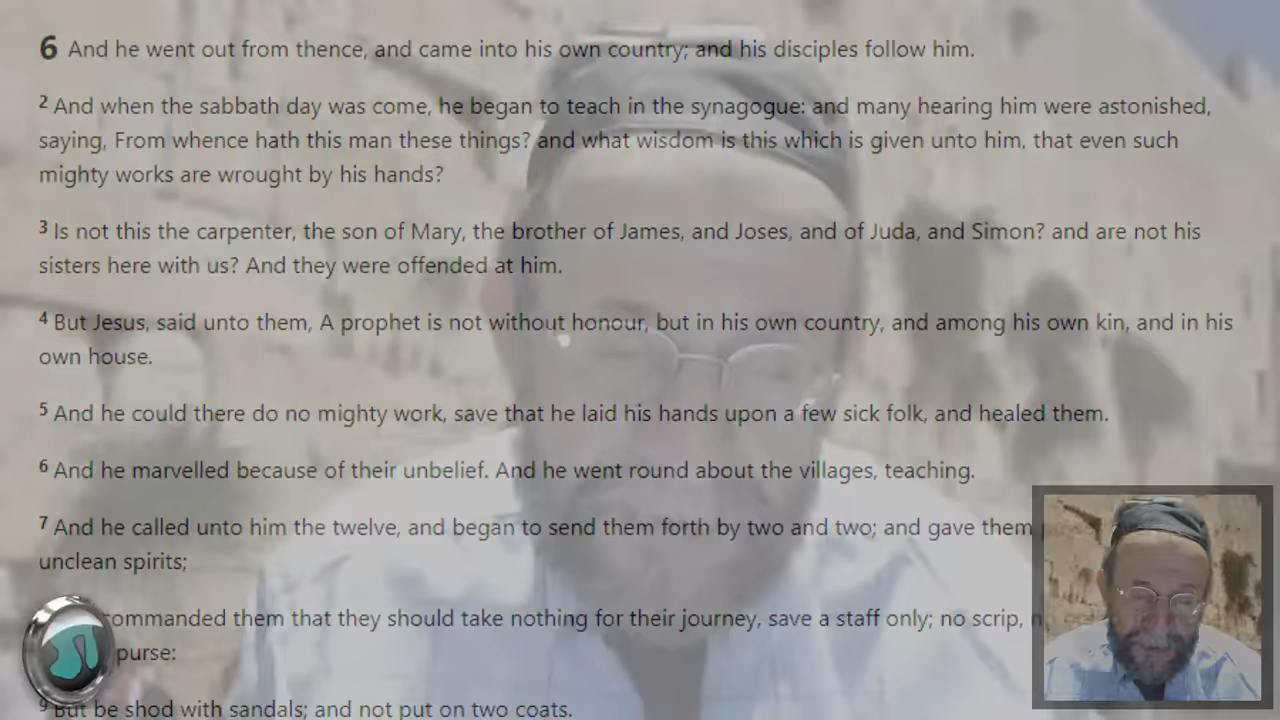 6 And he went out from thence, and came into his own country; and his disciples follow him.
2 And when the sabbath day was come, he began to teach in the synagogue: and many hearing him were astonished,
saying, From whence hath this man these things? and what wisdom is this which is given unto him, that even such
mighty works are wrought by his hands?
3 Is not this the carpenter, the son of Mary, the brother of James, and Joses, and of Juda, and Simon? and are not his
sisters here with us? And they were offended at him.
4 But Jesus, said unto them, A prophet is not without honour, but in his own country, and among his own kin, and in his
own house.
5 And he could there do no mighty work, save that he laid his hands upon a few sick folk, and healed them.
6 And he marvelled because of their unbelief. And he went round about the villages, teaching.
7 And he called unto him the twelve, and began to send them forth by two and two; and gave them
unclean spirits;
commanded them that they should take nothing for their journey, save a staff only; no scrip,
purse:
9 But be shod with sandals; and not put on two coats.